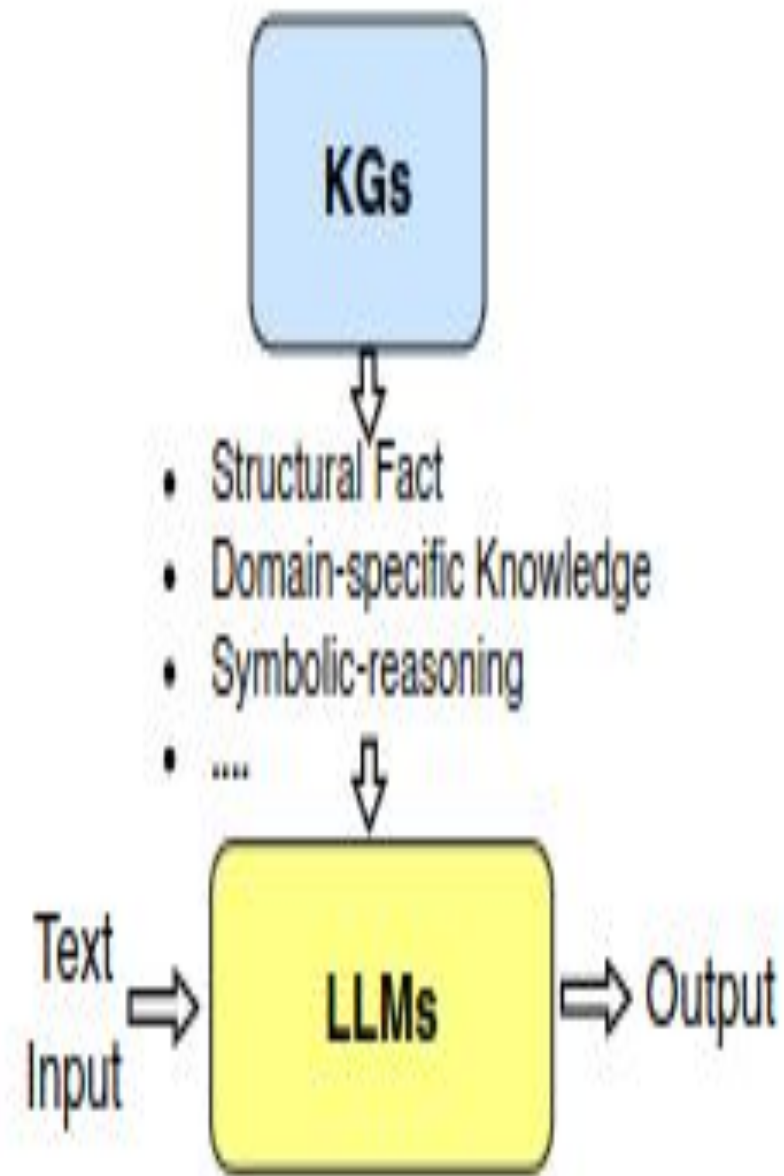 KGs
• Structural Fact
• Domain-specific Knowledge
• Symbolic-reasoning
• ....
Text
Input
LLMs
Output